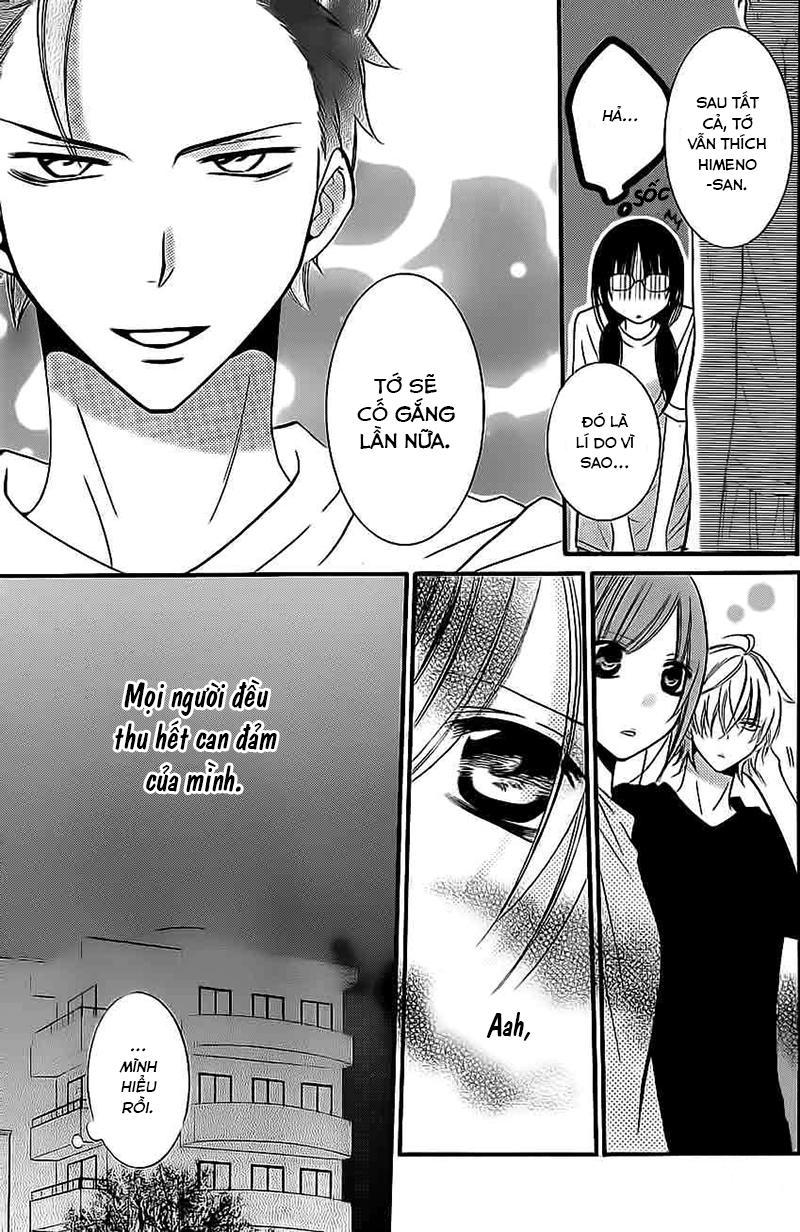 SAU TẤT
CẢ, TỚ
VẪN THÍCH
HIMENO
-SAN.
HẢ...
SỐC
ĐÓ LÀ
LÍ DO VÌ
SAO...
TỚ SẼ
CỐ GẮNG
LẦN NỮA.
Aah,
Mọi người đều
thu hết can đảm
của mình.
...
MÌNH
HIỂU
RỒI.